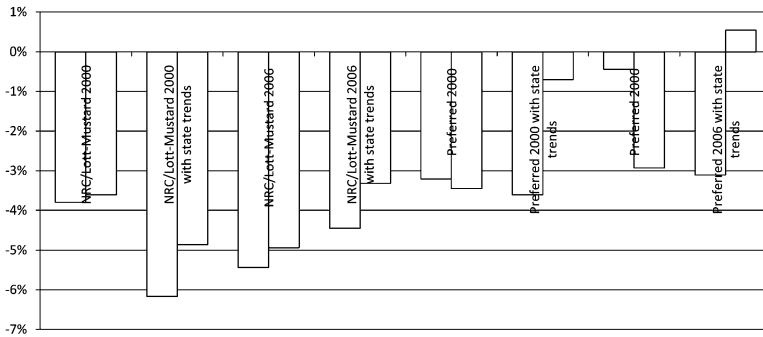 1%
0%
-1%
-2%
-3%
-4%
-5%
-6%
-7%
NRC/Lott-Mustard 2000
NRC/Lott-Mustard 2000
with state trends
NRC/Lott-Mustard 2006
NRC/Lott-Mustard 2006
with state trends
Preferred 2000
Preferred 2000 with state
trends
Preferred 2006
Preferred 2006 with state
trends